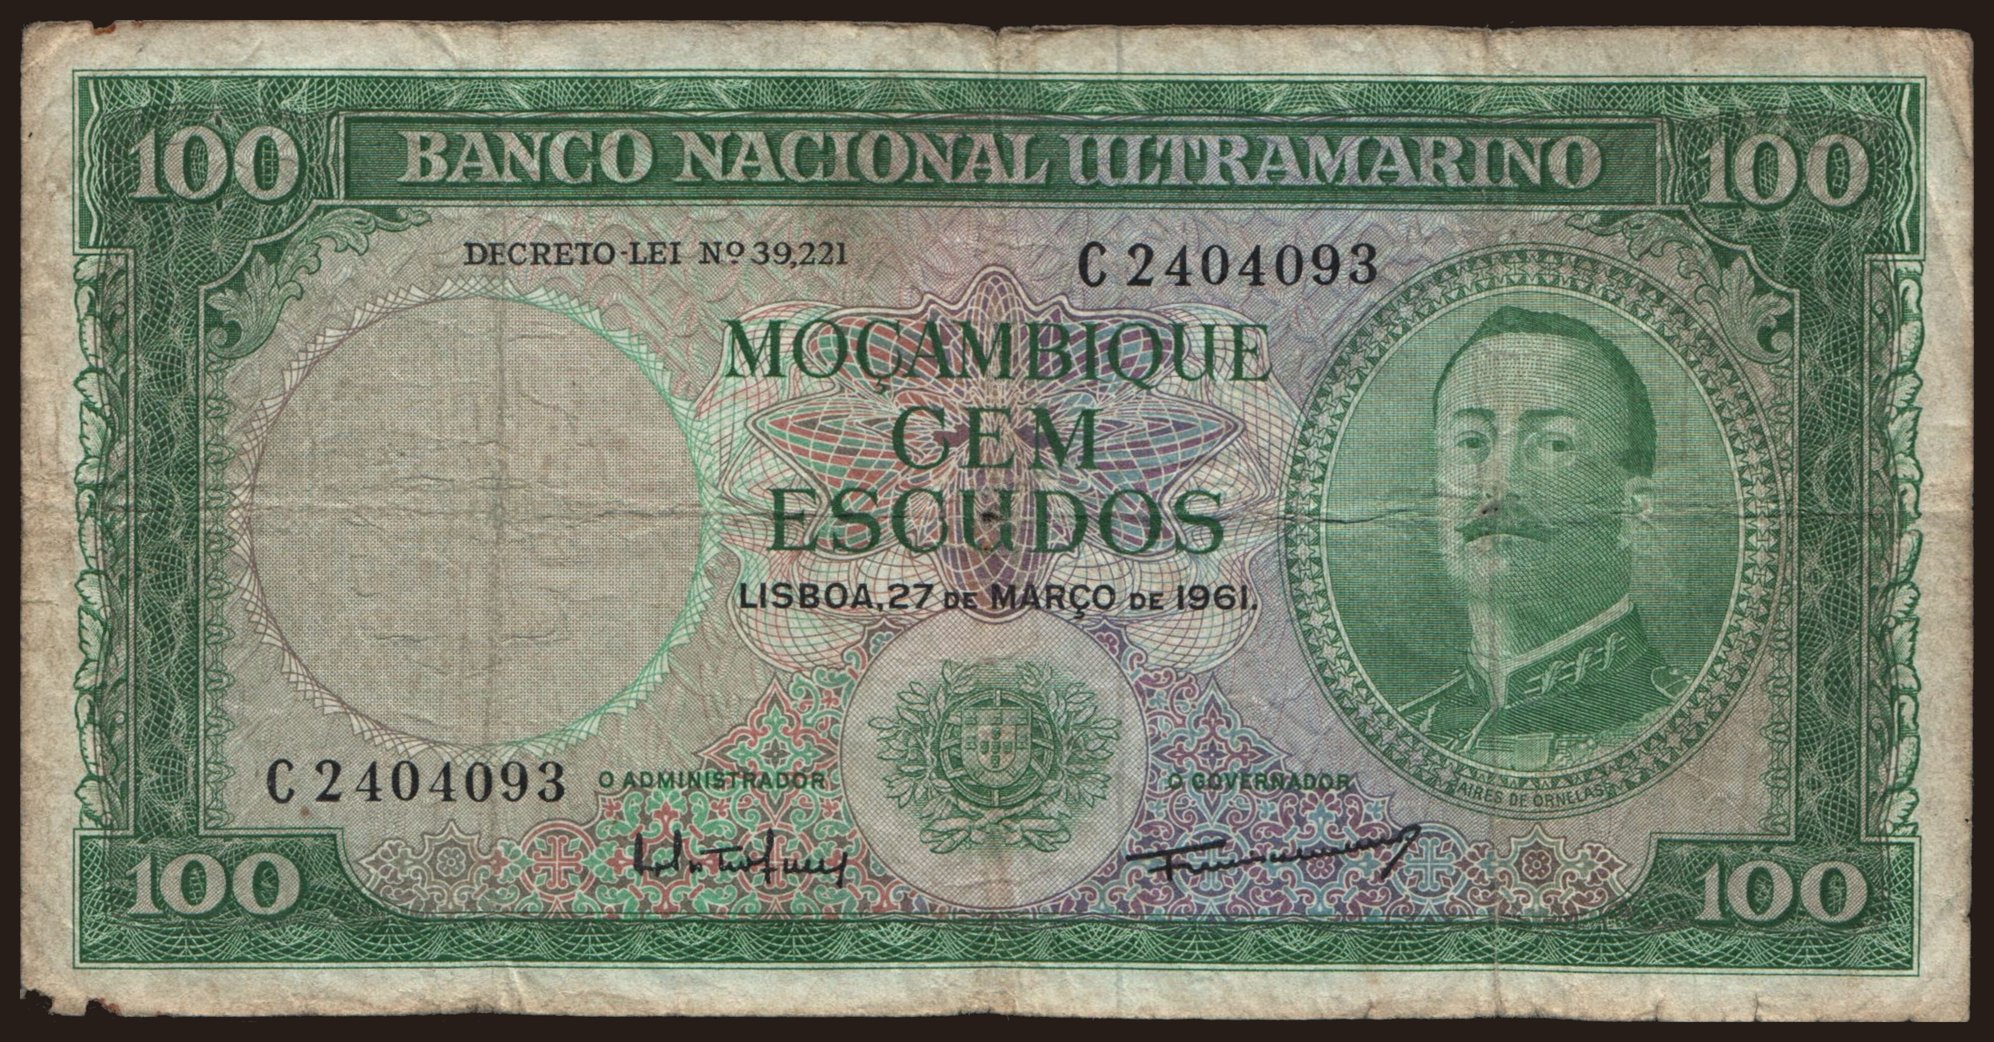 100 BANCO NACIONAL ULTRAMARINO 100
DECRETO-LEI Nº 39,221
C 2404093
MOÇAMBIQUE
CEM
ESCUDOS
LISBOA, 27 DE MARÇO DE 1961.
C 2404093
O ADMINISTRADOR
O GOVERNADOR
AIRES DE ORNELAS
100
100